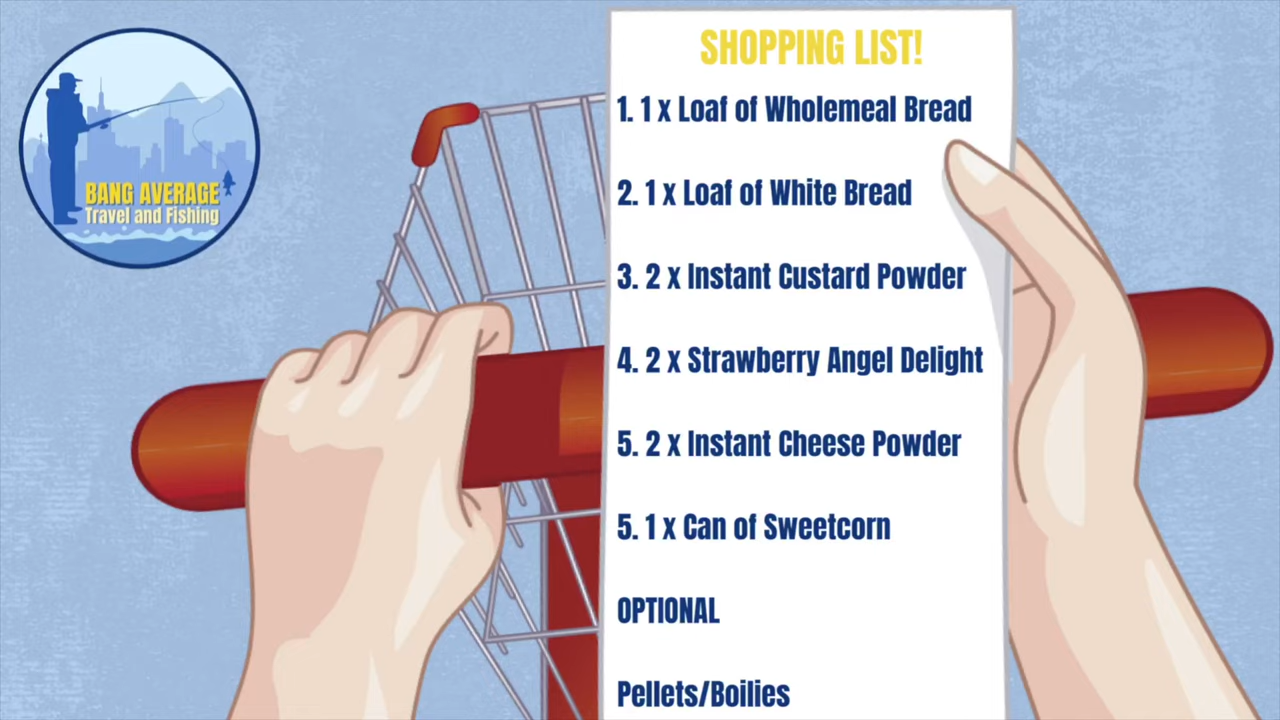 BANG AVERAGE
Travel and Fishing
SHOPPING LIST!
1. 1 x Loaf of Wholemeal Bread
2. 1 x Loaf of White Bread
3. 2 x Instant Custard Powder
4. 2 x Strawberry Angel Delight
5. 2 x Instant Cheese Powder
5. 1 x Can of Sweetcorn
OPTIONAL
Pellets/Boilies